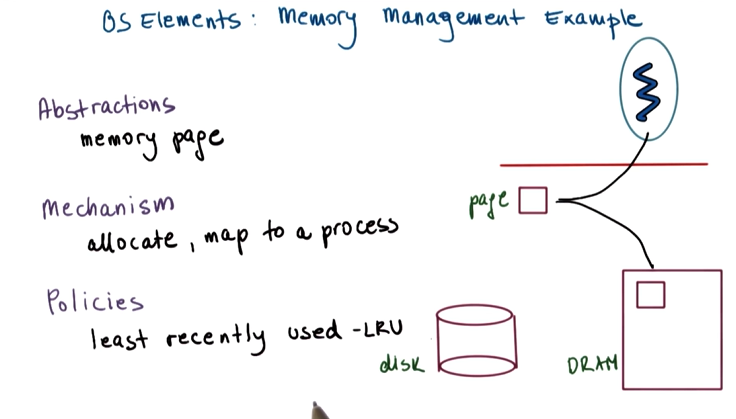 OS Elements: Memory Management Example
Abstractions
memory page
Mechanism
allocate, map to a process
Policies
least recently used - LRU
page
disk
DRAM